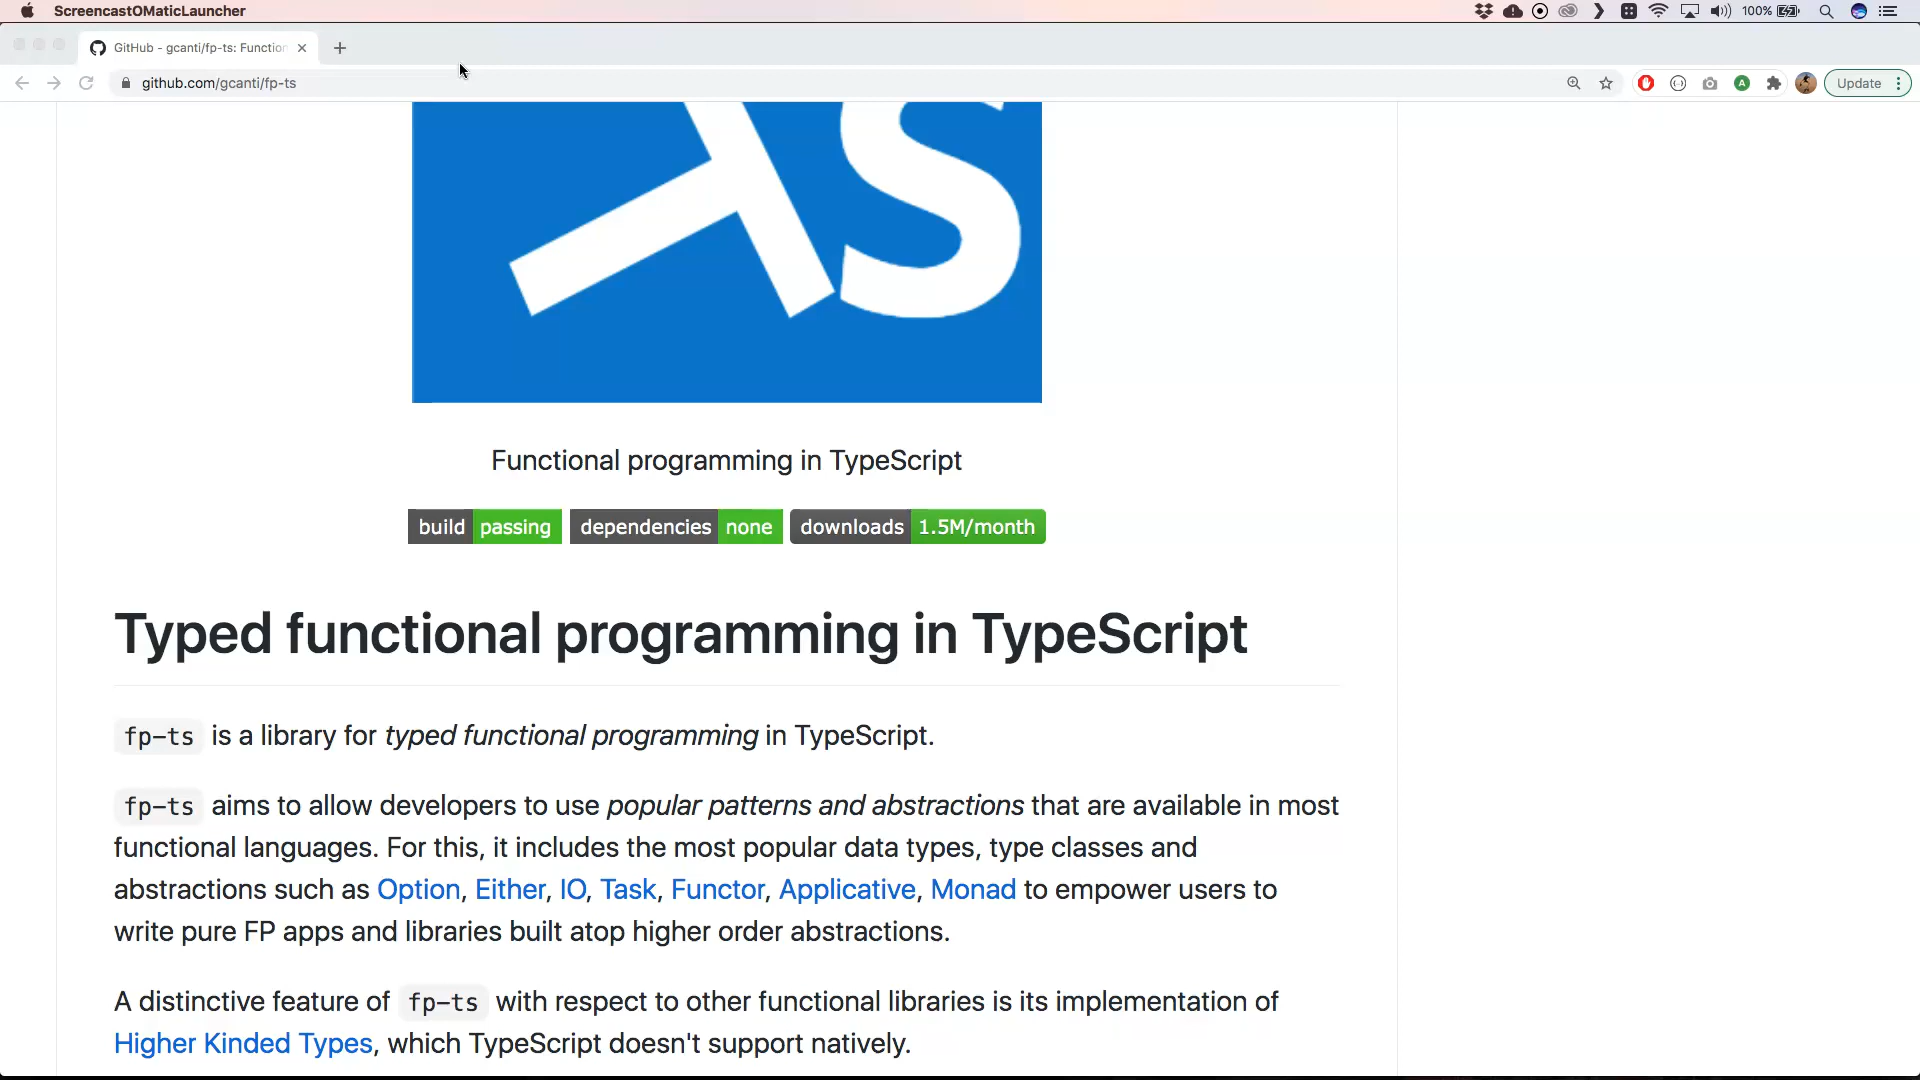 ScreencastOMaticLauncher
100%
GitHub - gcanti/fp-ts: Function
github.com/gcanti/fp-ts
A
Update
TS
Functional programming in TypeScript
build passing dependencies none downloads 1.5M/month
Typed functional programming in TypeScript
fp-ts is a library for typed functional programming in TypeScript.
fp-ts aims to allow developers to use popular patterns and abstractions that are available in most
functional languages. For this, it includes the most popular data types, type classes and
abstractions such as Option, Either, IO, Task, Functor, Applicative, Monad to empower users to
write pure FP apps and libraries built atop higher order abstractions.
A distinctive feature of fp-ts with respect to other functional libraries is its implementation of
Higher Kinded Types, which TypeScript doesn't support natively.